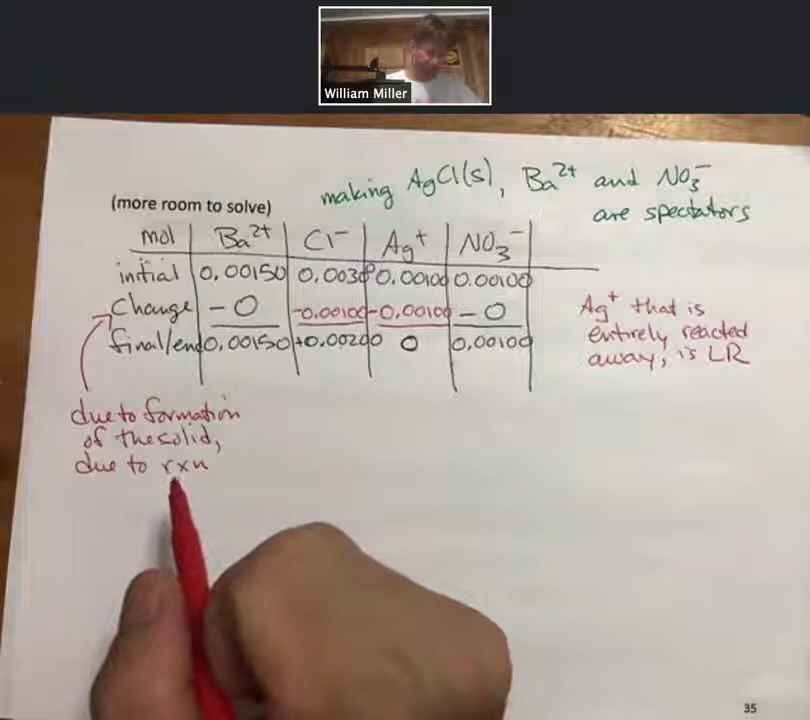 William Miller
making AgCl(s), Ba²⁺ and NO₃⁻
are spectators
(more room to solve)
mol Ba²⁺ Cl⁻ Ag⁺ NO₃⁻
initial 0.00150 0.00300 0.00100 0.00100
Change -0 -0.00100 -0.00100 -0
final/end 0.00150 +0.00200 0 0.00100
Ag⁺ that is
entirely reacted
away, is LR
due to formation
of the solid,
due to rxn
35